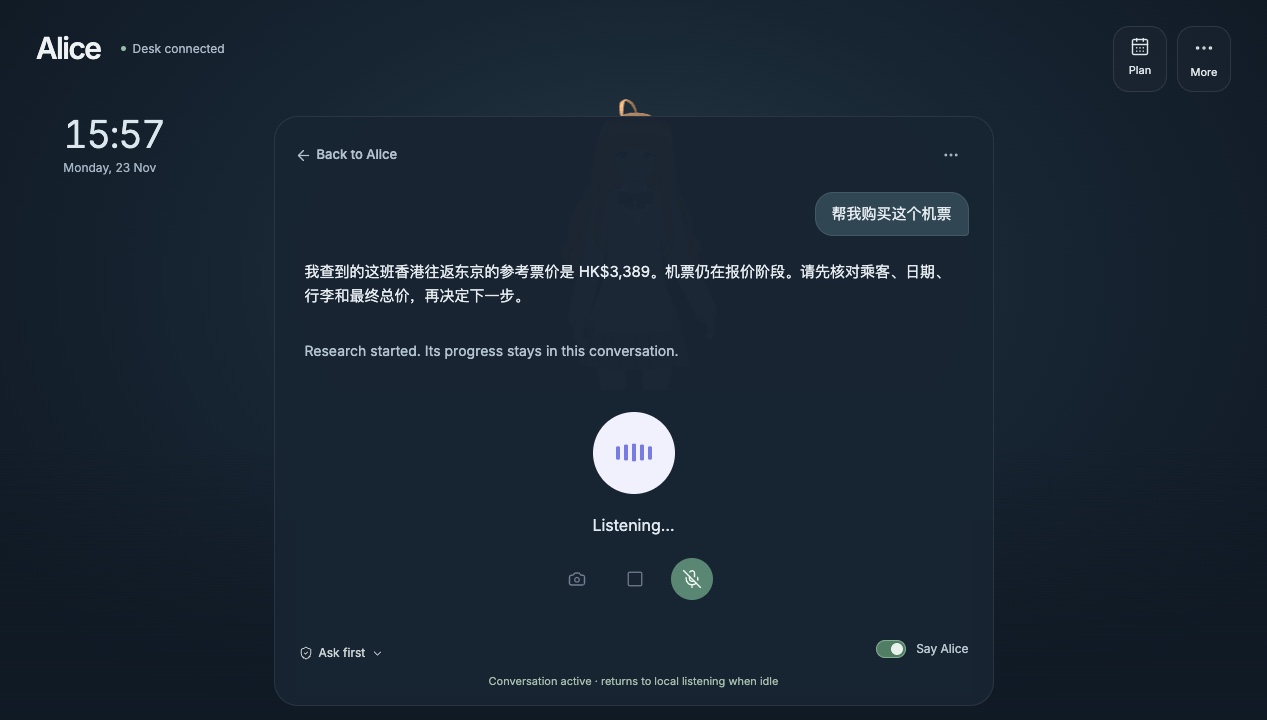 Alice
Desk connected
Plan
More
15:57
Monday, 23 Nov
Back to Alice
帮我购买这个机票
我查到的这班香港往返东京的参考票价是 HK$3,389。机票仍在报价阶段。请先核对乘客、日期、
行李和最终总价，再决定下一步。
Research started. Its progress stays in this conversation.
Listening...
Ask first
Say Alice
Conversation active · returns to local listening when idle